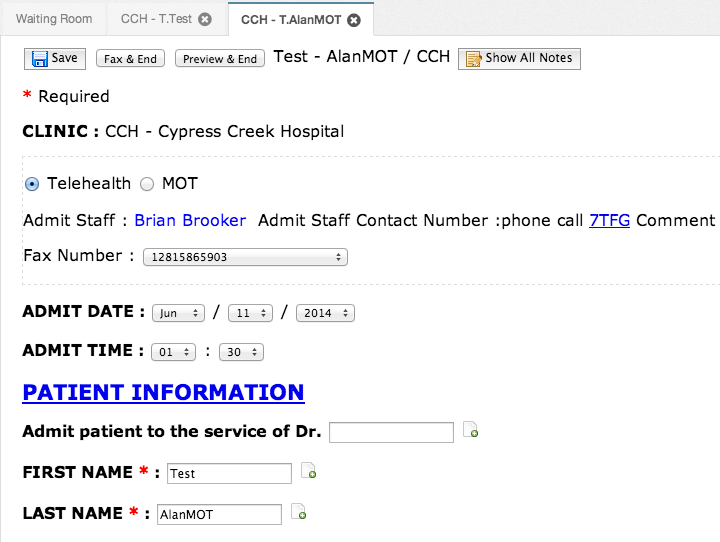 Waiting Room CCH - T.Test CCH - T.AlanMOT
Save Fax & End Preview & End Test - AlanMOT / CCH Show All Notes
* Required
CLINIC : CCH - Cypress Creek Hospital
Telehealth MOT
Admit Staff : Brian Brooker Admit Staff Contact Number :phone call 7TFG Comment
Fax Number : 12815865903
ADMIT DATE : Jun / 11 / 2014
ADMIT TIME : 01 : 30
PATIENT INFORMATION
Admit patient to the service of Dr.
FIRST NAME * : Test
LAST NAME * : AlanMOT